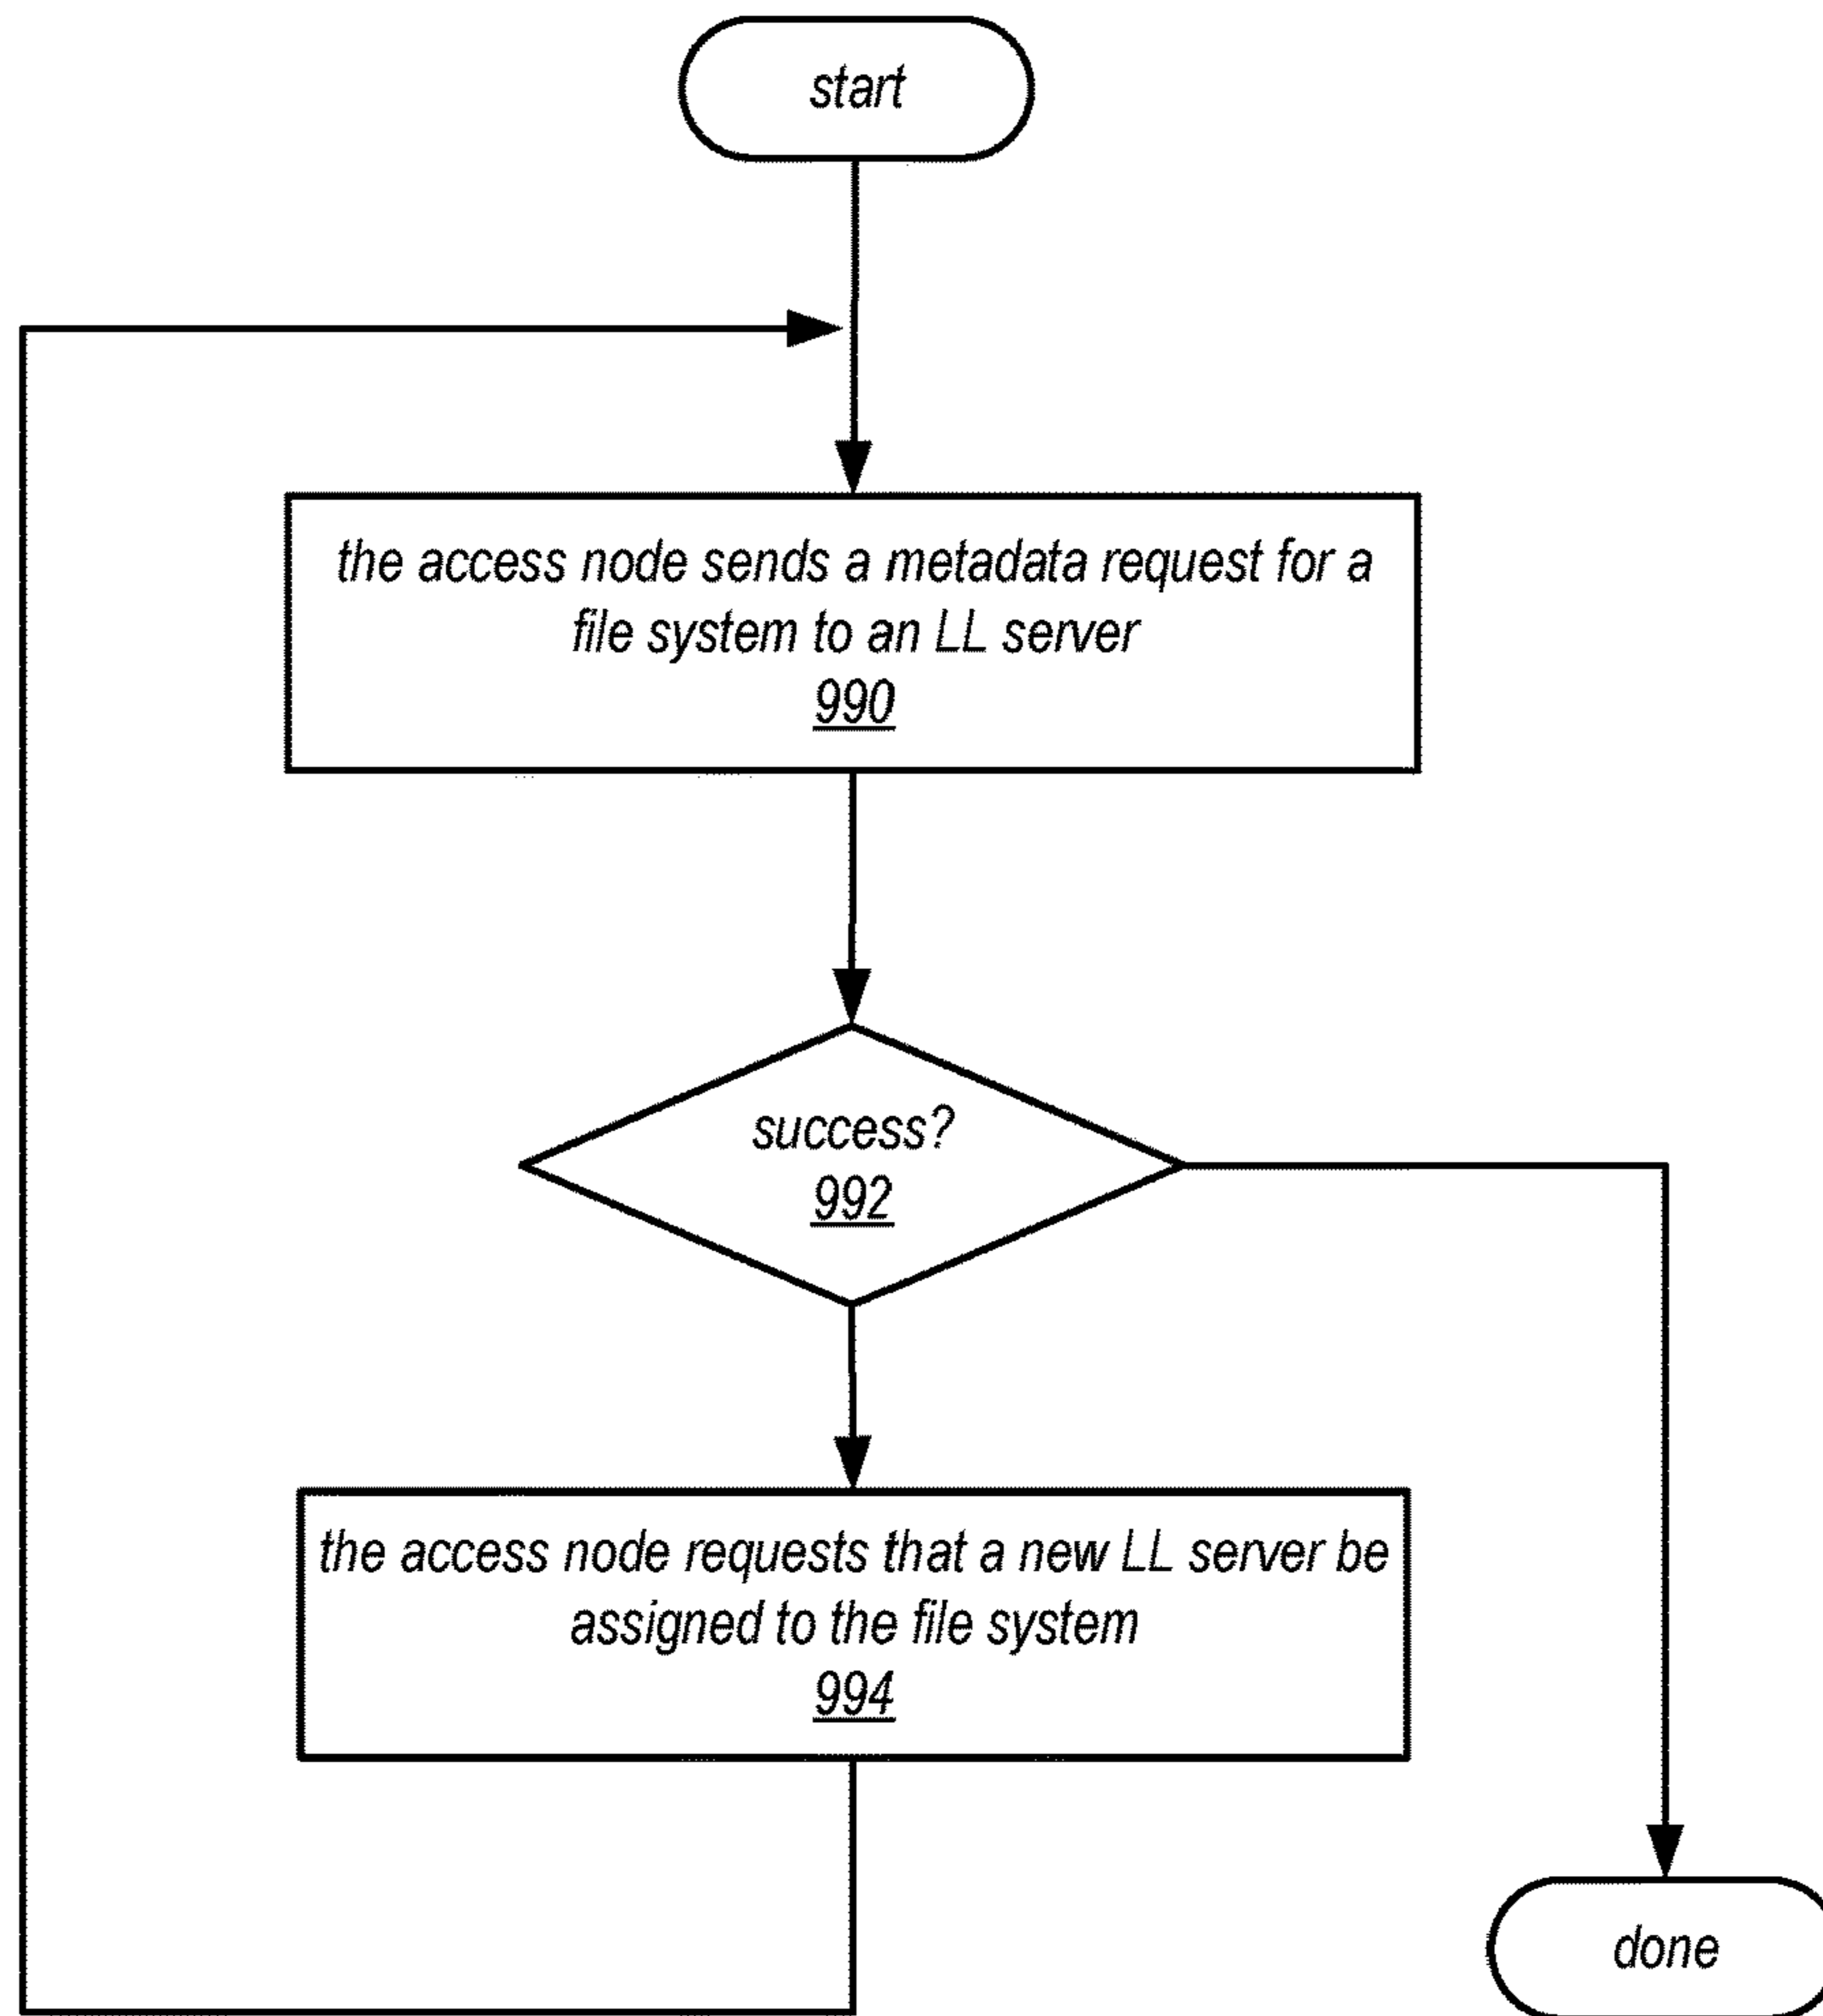 start
the access node sends a metadata request for a
file system to an LL server
990
success?
992
the access node requests that a new LL server be
assigned to the file system
994
done